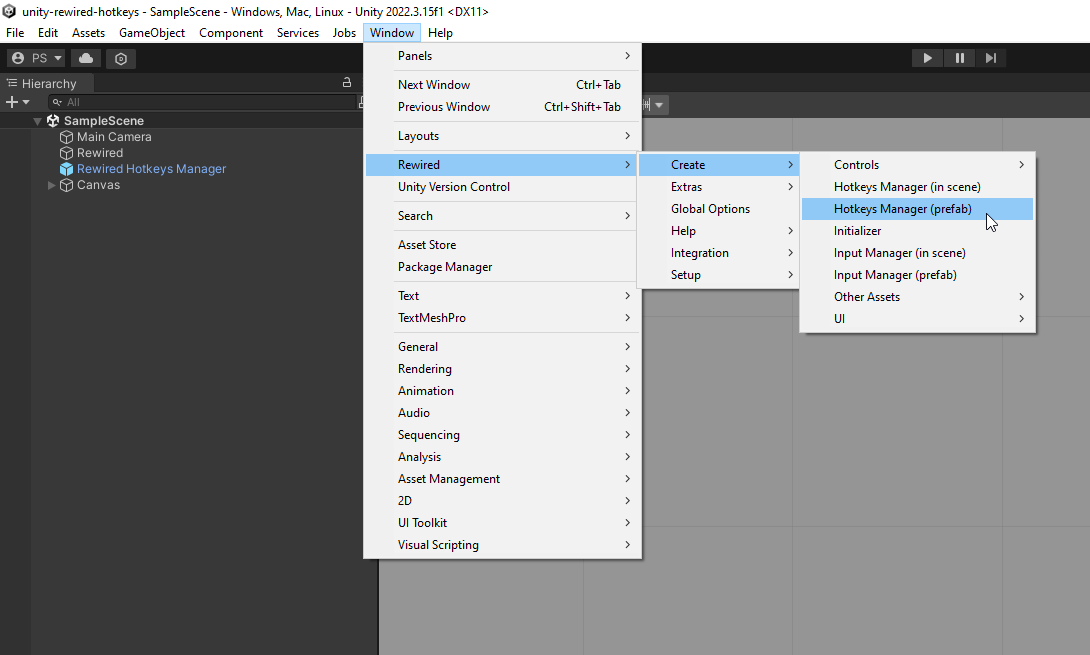 unity-rewired-hotkeys - SampleScene - Windows, Mac, Linux - Unity 2022.3.15f1 <DX11>
File Edit Assets GameObject Component Services Jobs Window Help
PS
Hierarchy
All
SampleScene
Main Camera
Rewired
Rewired Hotkeys Manager
Canvas
Panels
Next Window Ctrl+Tab
Previous Window Ctrl+Shift+Tab
Layouts
Rewired
Unity Version Control
Search
Asset Store
Package Manager
Text
TextMeshPro
General
Rendering
Animation
Audio
Sequencing
Analysis
Asset Management
2D
UI Toolkit
Visual Scripting
Create
Extras
Global Options
Help
Integration
Setup
Controls
Hotkeys Manager (in scene)
Hotkeys Manager (prefab)
Initializer
Input Manager (in scene)
Input Manager (prefab)
Other Assets
UI